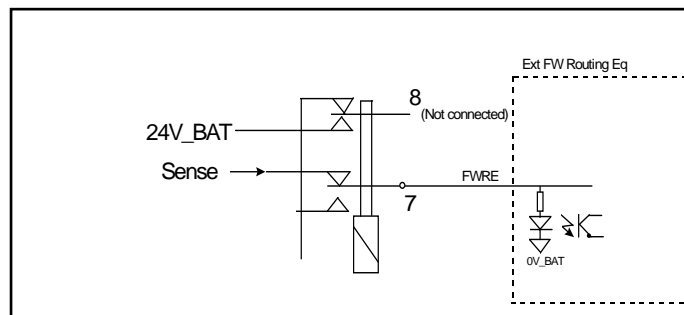 Ext FW Routing Eq
8
(Not connected)
24V_BAT
Sense
FWRE
7
0V_BAT